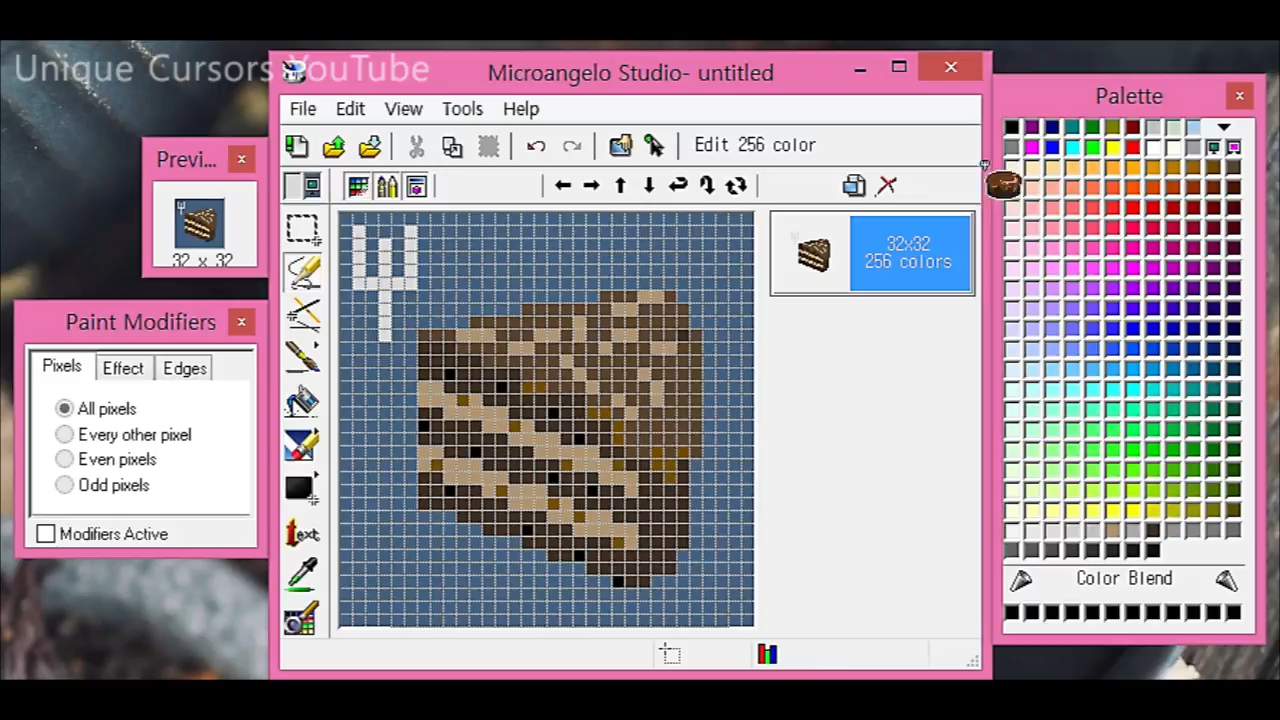 Unique Cursors YouTube
Microangelo Studio- untitled
File Edit View Tools Help
Edit 256 color
Previ...
32 x 32
32x32
256 colors
Paint Modifiers
Pixels Effect Edges
All pixels
Every other pixel
Even pixels
Odd pixels
Modifiers Active
text
Palette
Color Blend